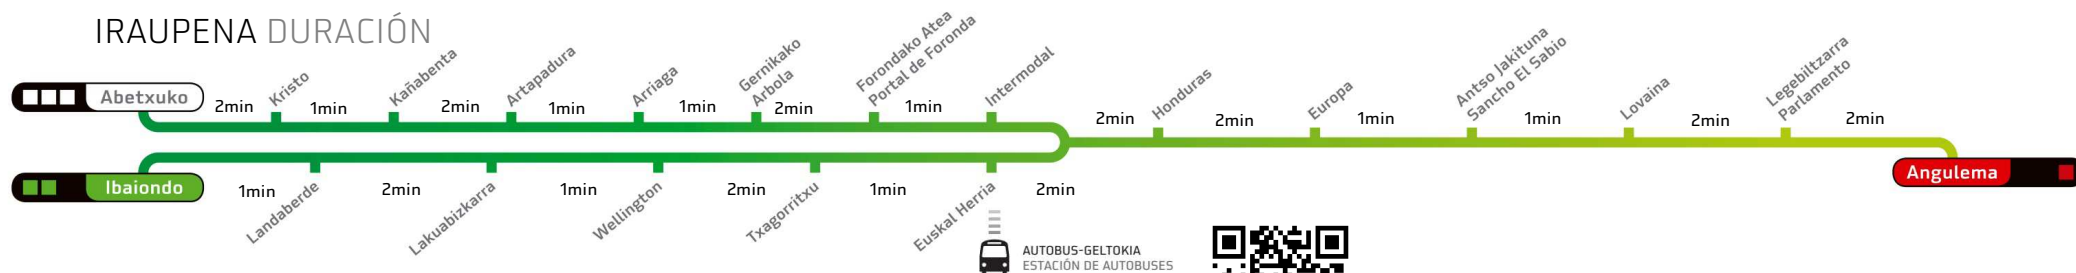 IRAUPENA DURACIÓN
Abetxuko
2min
Kristo
1min
Kañabenta
2min
Artapadura
1min
Arriaga
1min
Gernikako
Arbola
2min
Forondako Atea
Portal de Foronda
1min
Intermodal
2min
Honduras
2min
Europa
1min
Antso Jakituna
Sancho El Sabio
1min
Lovaina
2min
Legebiltzarra
Parlamento
2min
Angulema
Ibaiondo
1min
Landaberde
2min
Lakuabizkarra
1min
Wellington
2min
Txagorritxu
1min
Euskal Herria
2min
AUTOBUS-GELTOKIA
ESTACIÓN DE AUTOBUSES